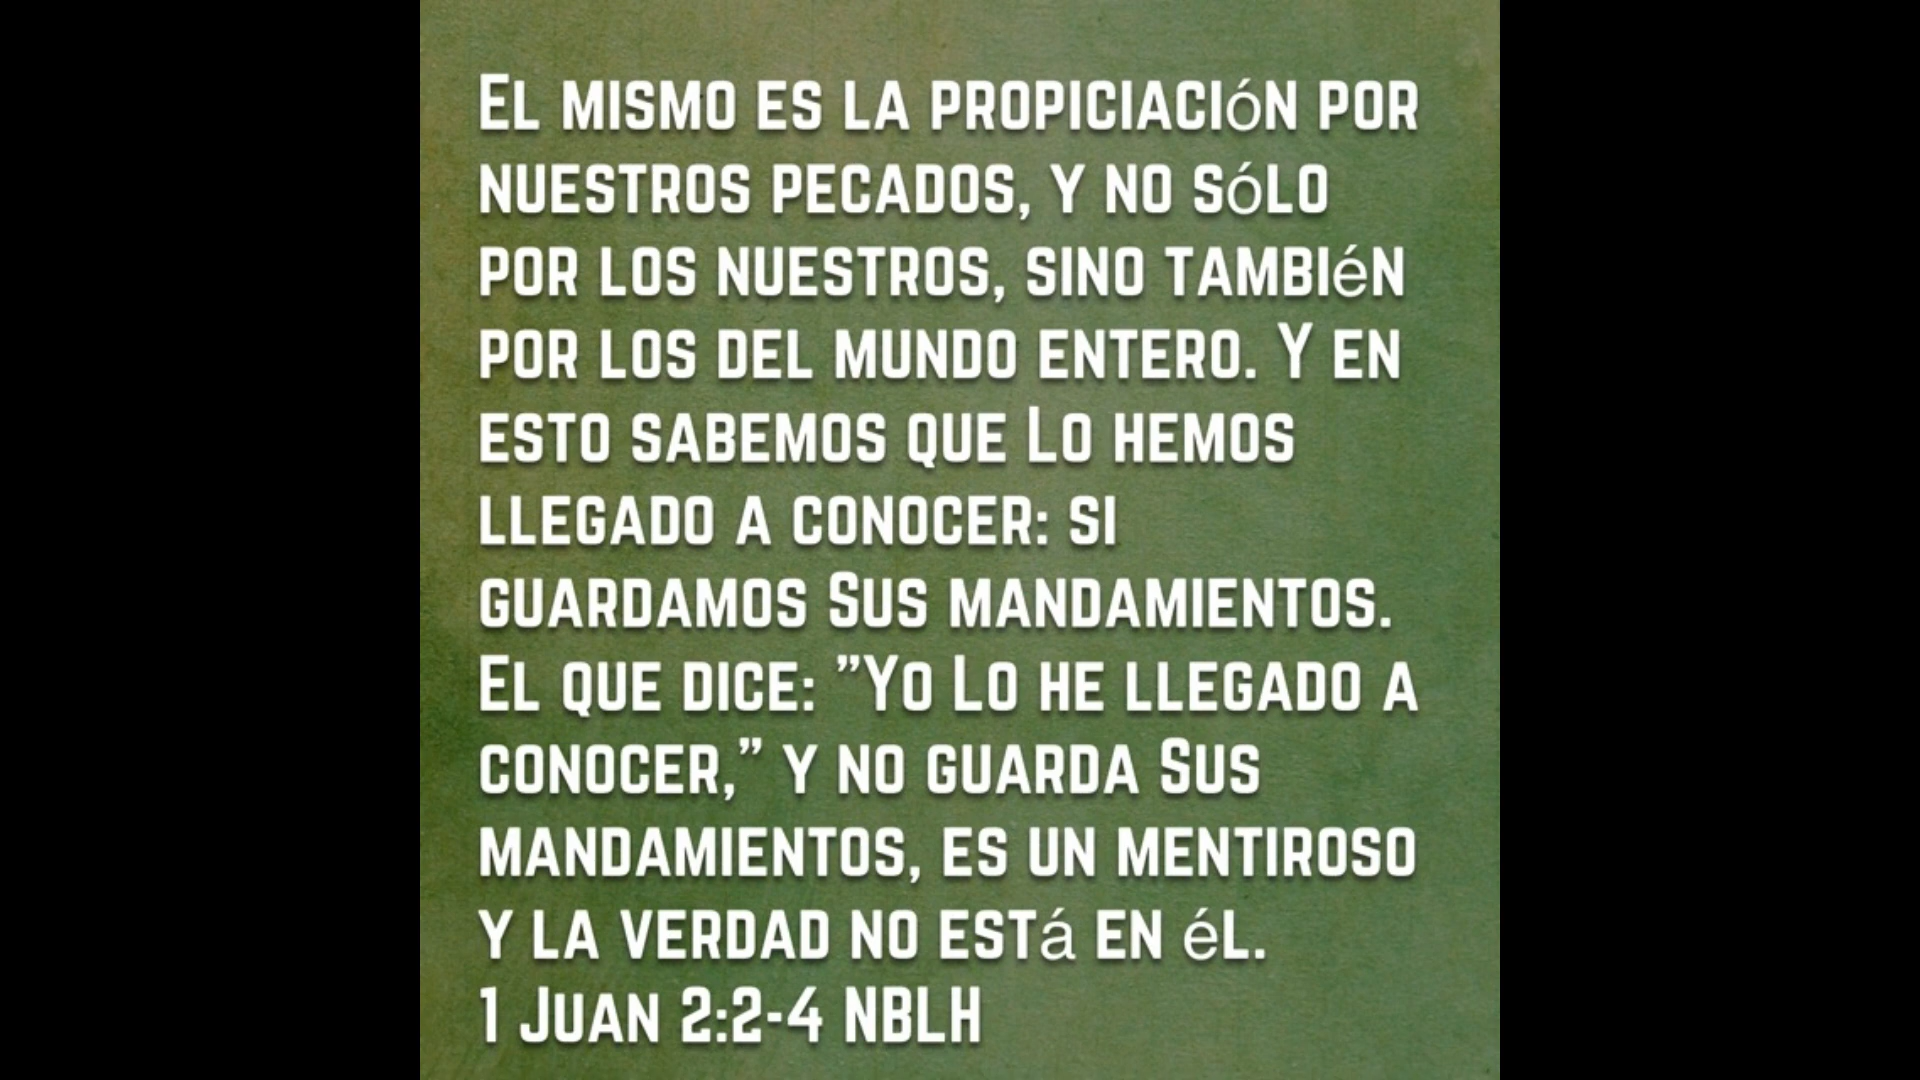 El mismo es la propiciación por
nuestros pecados, y no sólo
por los nuestros, sino también
por los del mundo entero. Y en
esto sabemos que Lo hemos
llegado a conocer: si
guardamos Sus mandamientos.
El que dice: ”Yo Lo he llegado a
conocer,” y no guarda Sus
mandamientos, es un mentiroso
y la verdad no está en él.
1 Juan 2:2-4 NBLH